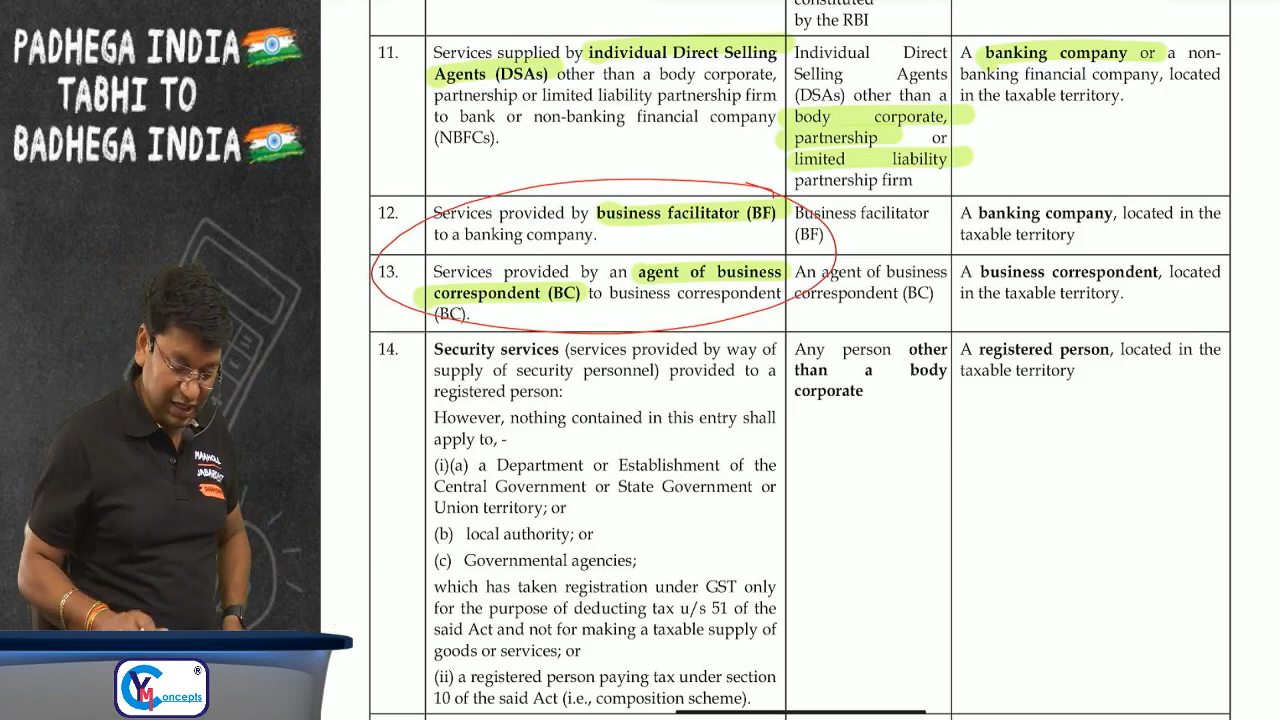 PADHEGA INDIA
TABHI TO
BADHEGA INDIA
MAAHOUL
JABARDAST
YM Concepts ®
constituted
by the RBI
11.
Services supplied by individual Direct Selling
Agents (DSAs) other than a body corporate,
partnership or limited liability partnership firm
to bank or non-banking financial company
(NBFCs).
Individual Direct
Selling Agents
(DSAs) other than a
body corporate,
partnership or
limited liability
partnership firm
A banking company or a non-
banking financial company, located
in the taxable territory.
12.
Services provided by business facilitator (BF)
to a banking company.
Business facilitator
(BF)
A banking company, located in the
taxable territory
13.
Services provided by an agent of business
correspondent (BC) to business correspondent
(BC).
An agent of business
correspondent (BC)
A business correspondent, located
in the taxable territory.
14.
Security services (services provided by way of
supply of security personnel) provided to a
registered person:
However, nothing contained in this entry shall
apply to, -
(i)(a) a Department or Establishment of the
Central Government or State Government or
Union territory; or
(b) local authority; or
(c) Governmental agencies;
which has taken registration under GST only
for the purpose of deducting tax u/s 51 of the
said Act and not for making a taxable supply of
goods or services; or
(ii) a registered person paying tax under section
10 of the said Act (i.e., composition scheme).
Any person other
than a body
corporate
A registered person, located in the
taxable territory